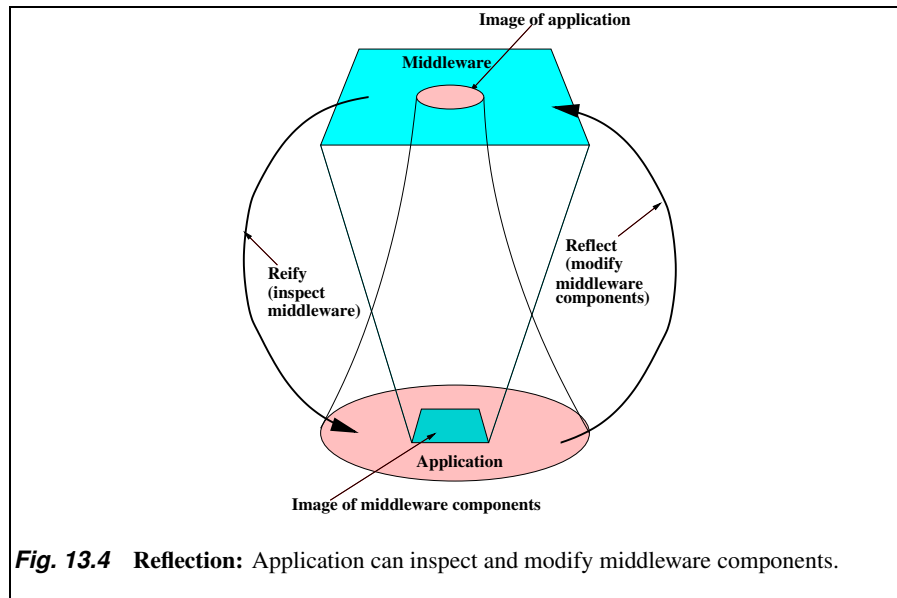 Image of application
Middleware
Reify
(inspect
middleware)
Reflect
(modify
middleware
components)
Application
Image of middleware components
Fig. 13.4 Reflection: Application can inspect and modify middleware components.